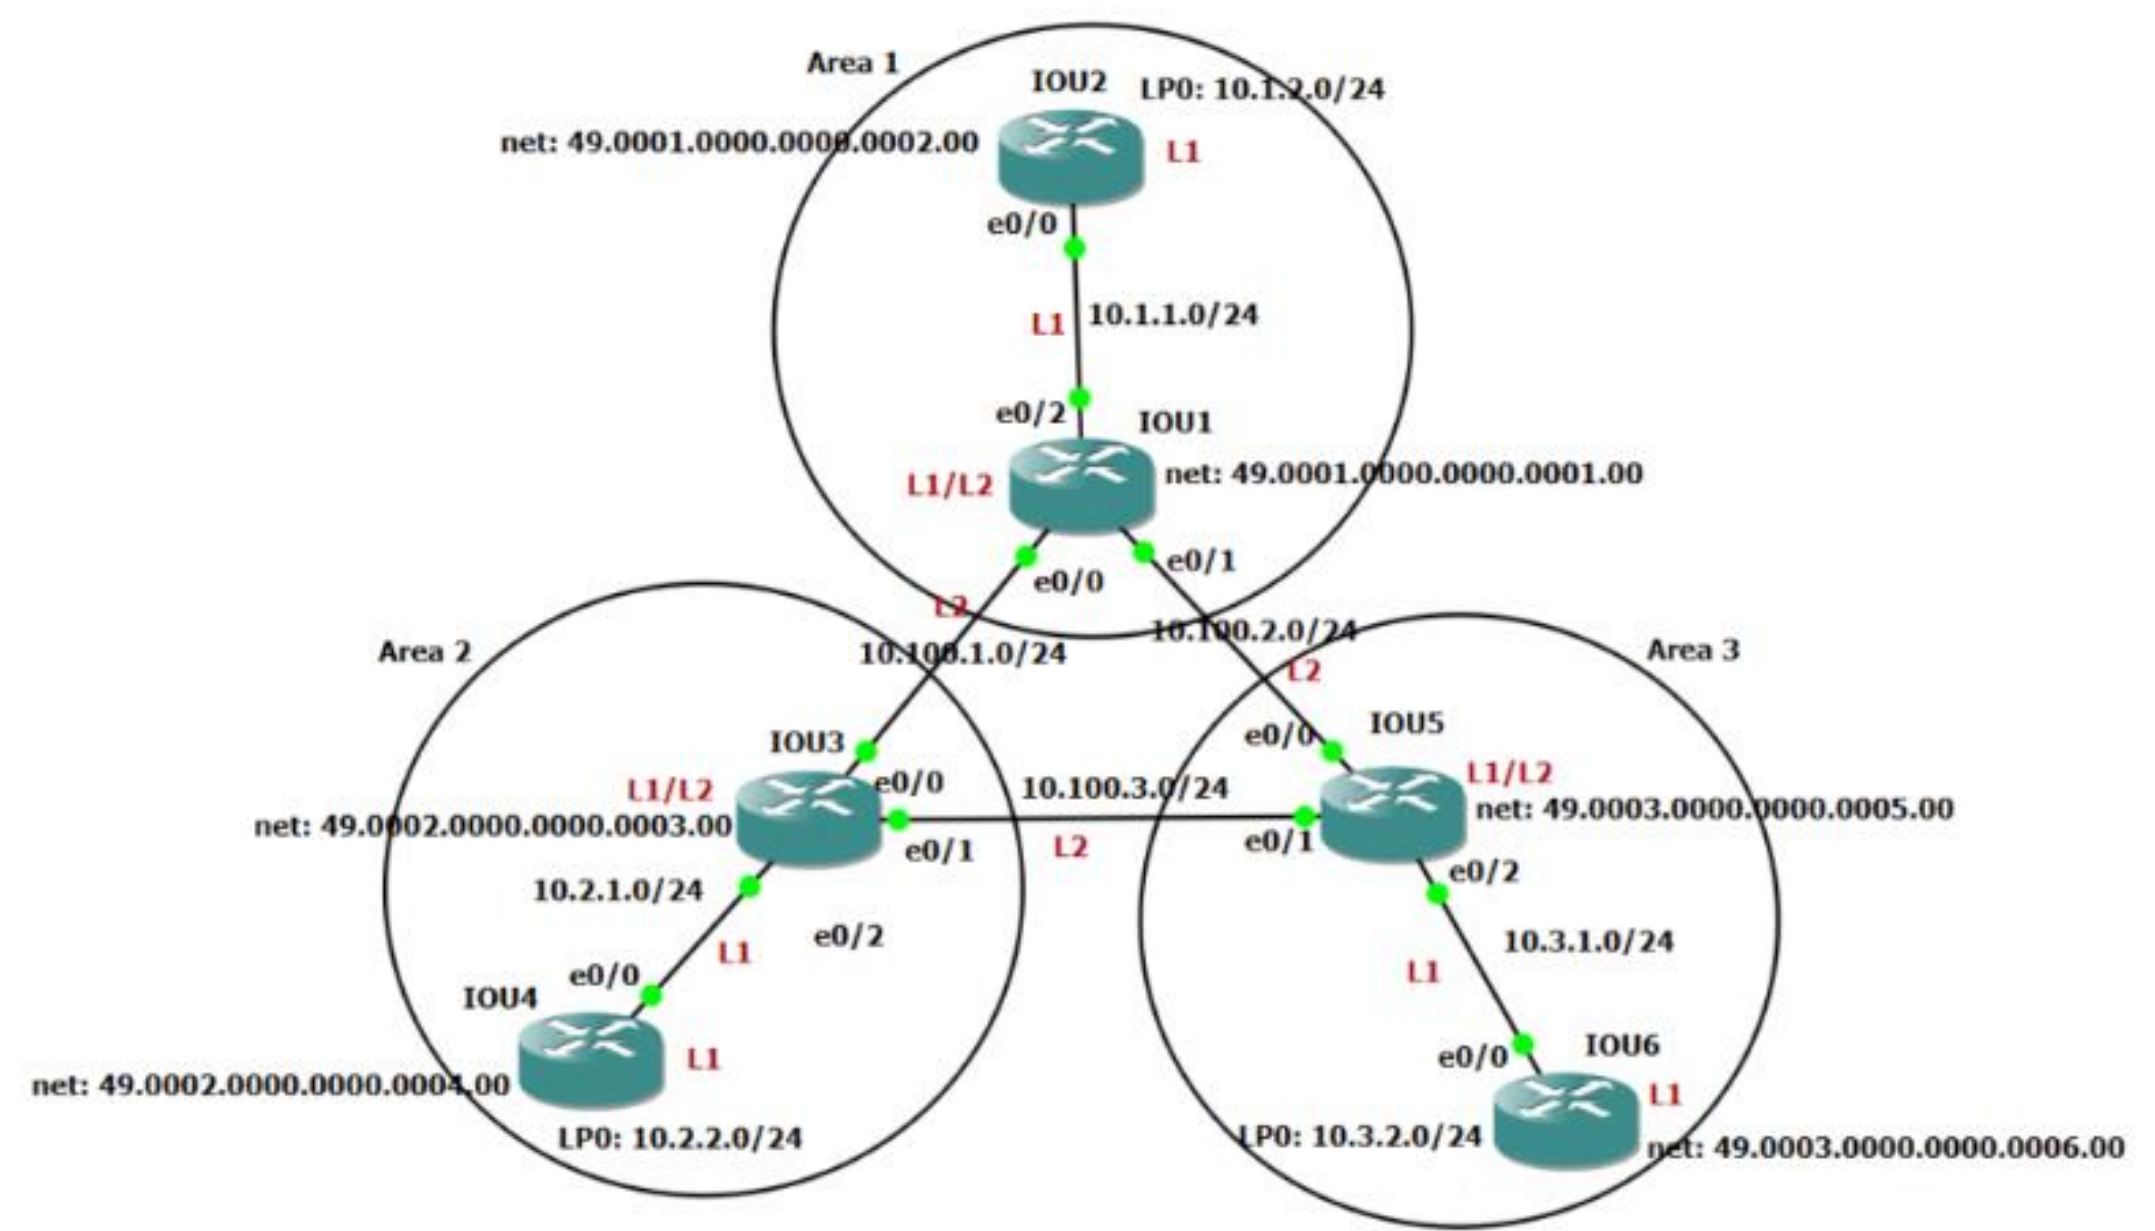 Area 1
IOU2
LP0: 10.1.2.0/24
net: 49.0001.0000.0000.0002.00
L1
e0/0
L1
10.1.1.0/24
e0/2
IOU1
L1/L2
net: 49.0001.0000.0000.0001.00
e0/0
e0/1
L2
10.100.1.0/24
10.100.2.0/24
L2
Area 2
Area 3
IOU3
e0/0
L1/L2
net: 49.0002.0000.0000.0003.00
e0/1
10.100.3.0/24
L2
e0/0
IOU5
L1/L2
net: 49.0003.0000.0000.0005.00
e0/1
e0/2
10.2.1.0/24
L1
e0/2
e0/0
IOU4
L1
net: 49.0002.0000.0000.0004.00
LP0: 10.2.2.0/24
10.3.1.0/24
L1
e0/0
IOU6
L1
LP0: 10.3.2.0/24
net: 49.0003.0000.0000.0006.00